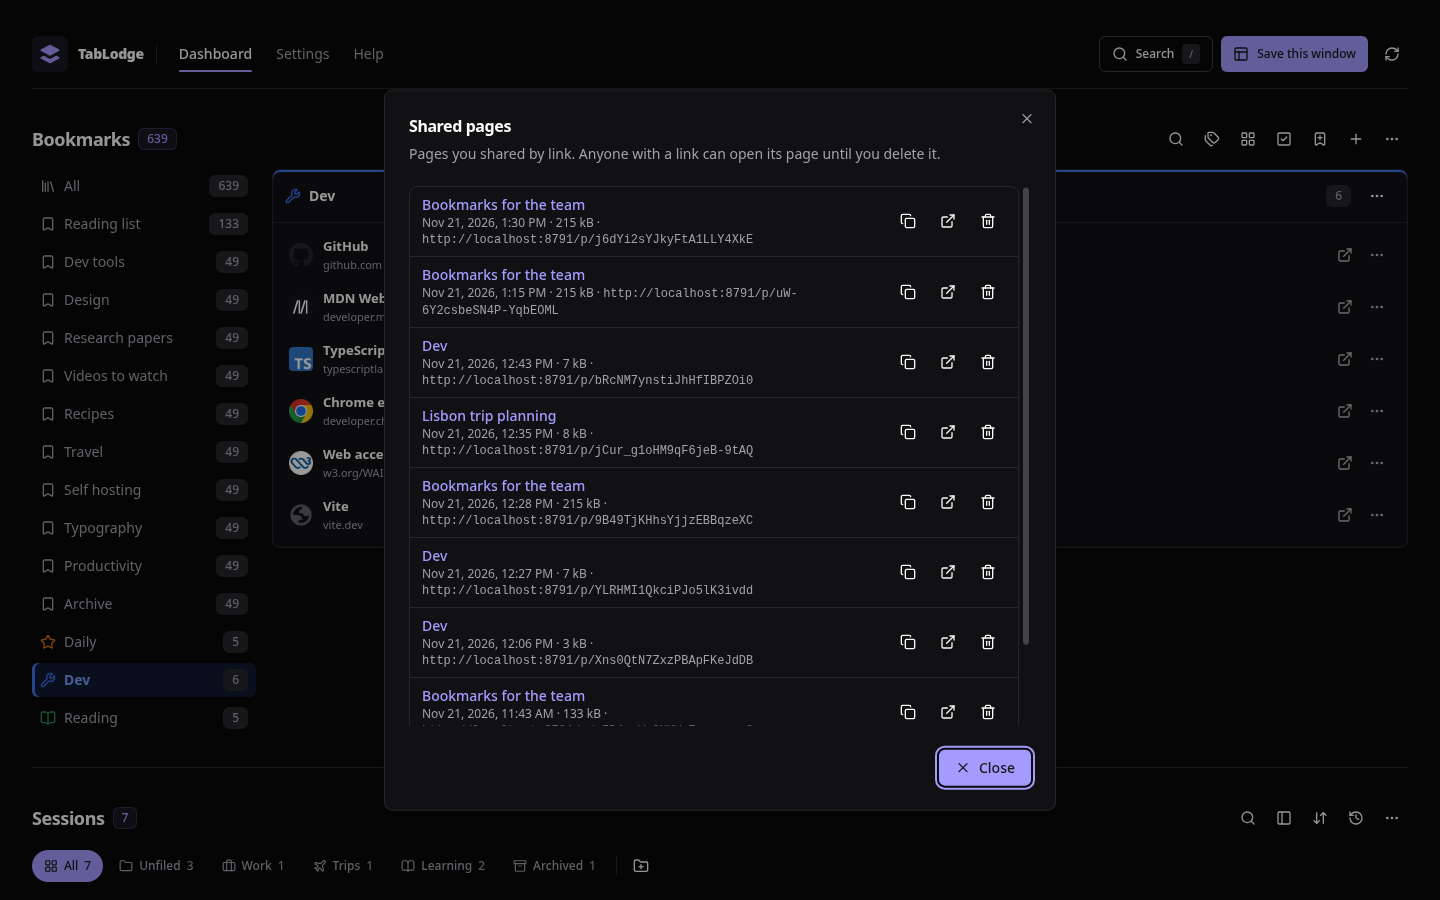 TabLodge
Dashboard
Settings
Help
Search /
Save this window
Bookmarks 639
All 639
Reading list 133
Dev tools 49
Design 49
Research papers 49
Videos to watch 49
Recipes 49
Travel 49
Self hosting 49
Typography 49
Productivity 49
Archive 49
Daily 5
Dev 6
Reading 5
Dev
6
GitHub
github.com
MDN Web
TypeScrip
Chrome e
Web acce
w3.org/WAI
Vite
vite.dev
Shared pages
Pages you shared by link. Anyone with a link can open its page until you delete it.
Bookmarks for the team
Nov 21, 2026, 1:30 PM · 215 kB ·
http://localhost:8791/p/j6dYi2sYJkyFtA1LLY4XkE
Bookmarks for the team
Nov 21, 2026, 1:15 PM · 215 kB · http://localhost:8791/p/uW-
6Y2csbeSN4P-YqbEOML
Dev
Nov 21, 2026, 12:43 PM · 7 kB ·
http://localhost:8791/p/bRcNM7ynstiJhHfIBPZOi0
Lisbon trip planning
Nov 21, 2026, 12:35 PM · 8 kB ·
http://localhost:8791/p/jCur_g1oHM9qF6jeB-9tAQ
Bookmarks for the team
Nov 21, 2026, 12:28 PM · 215 kB ·
http://localhost:8791/p/9B49TjKHhsYjjzEBBqzeXC
Dev
Nov 21, 2026, 12:27 PM · 7 kB ·
http://localhost:8791/p/YLRHMI1QkciPJo5lK3ivdd
Dev
Nov 21, 2026, 12:06 PM · 3 kB ·
http://localhost:8791/p/Xns0QtN7ZxzPBApFKeJdDB
Bookmarks for the team
Nov 21, 2026, 11:43 AM · 133 kB ·
Close
Sessions 7
All 7
Unfiled 3
Work 1
Trips 1
Learning 2
Archived 1